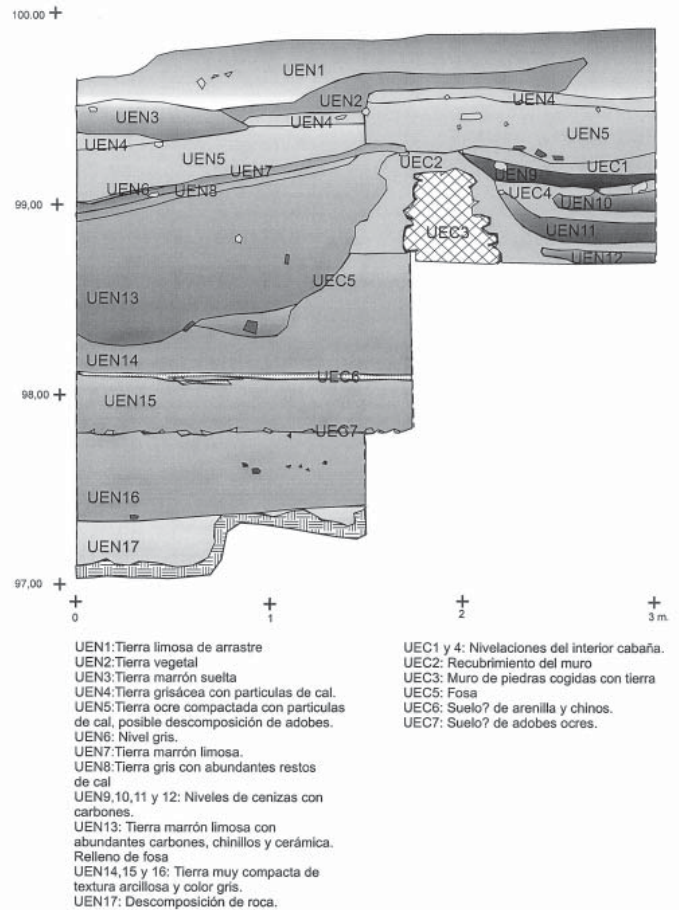 100.00
UEN1
UEN2
UEN4
UEN3
UEN4
UEN5
UEN4
UEN5
UEC2
UEC1
UEN7
UEN9
UEN6
UEN8
UEC4
UEN10
99,00
UEC3
UEN11
UEN12
UEC5
UEN13
UEN14
UEC6
98,00
UEN15
UEC7
UEN16
UEN17
97,00
0
1
2
3 m.
UEN1:Tierra limosa de arrastre
UEN2:Tierra vegetal
UEN3:Tierra marrón suelta
UEN4:Tierra grisácea con particulas de cal.
UEN5:Tierra ocre compactada con particulas
de cal, posible descomposición de adobes.
UEN6: Nivel gris.
UEN7:Tierra marrón limosa.
UEN8:Tierra gris con abundantes restos
de cal
UEN9,10,11 y 12: Niveles de cenizas con
carbones.
UEN13: Tierra marrón limosa con
abundantes carbones, chinillos y cerámica.
Relleno de fosa
UEN14,15 y 16: Tierra muy compacta de
textura arcillosa y color gris.
UEN17: Descomposición de roca.
UEC1 y 4: Nivelaciones del interior cabaña.
UEC2: Recubrimiento del muro
UEC3: Muro de piedras cogidas con tierra
UEC5: Fosa
UEC6: Suelo? de arenilla y chinos.
UEC7: Suelo? de adobes ocres.